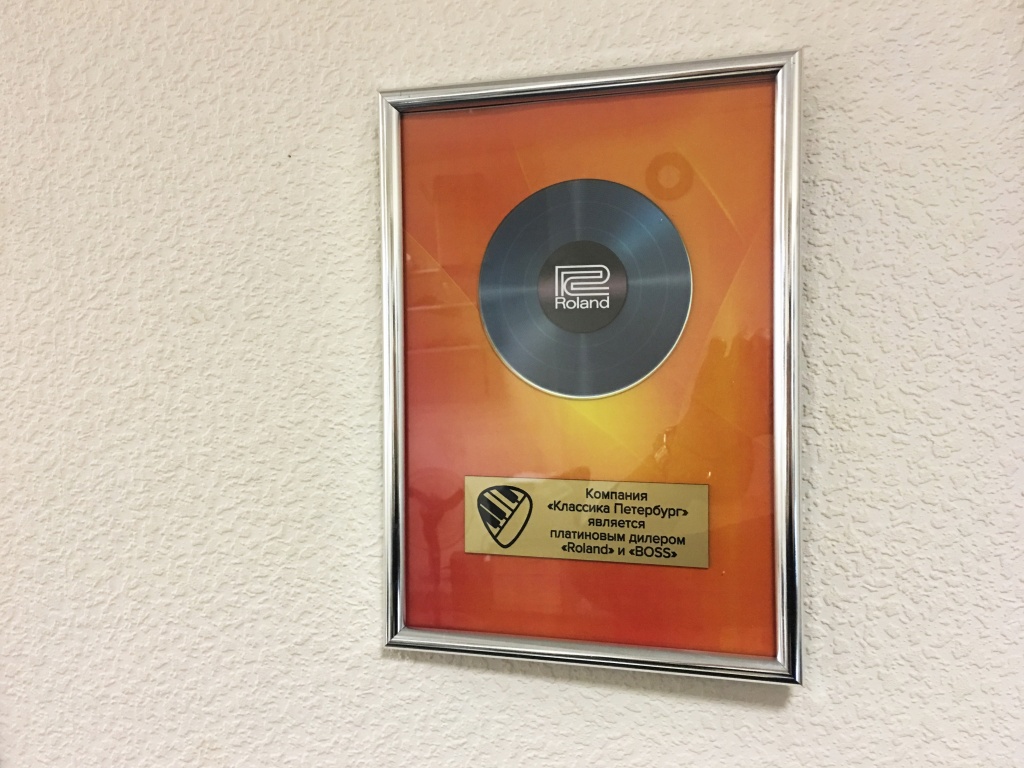 Roland
Компания
«Классика Петербург»
является
платиновым дилером
«Roland» и «BOSS»